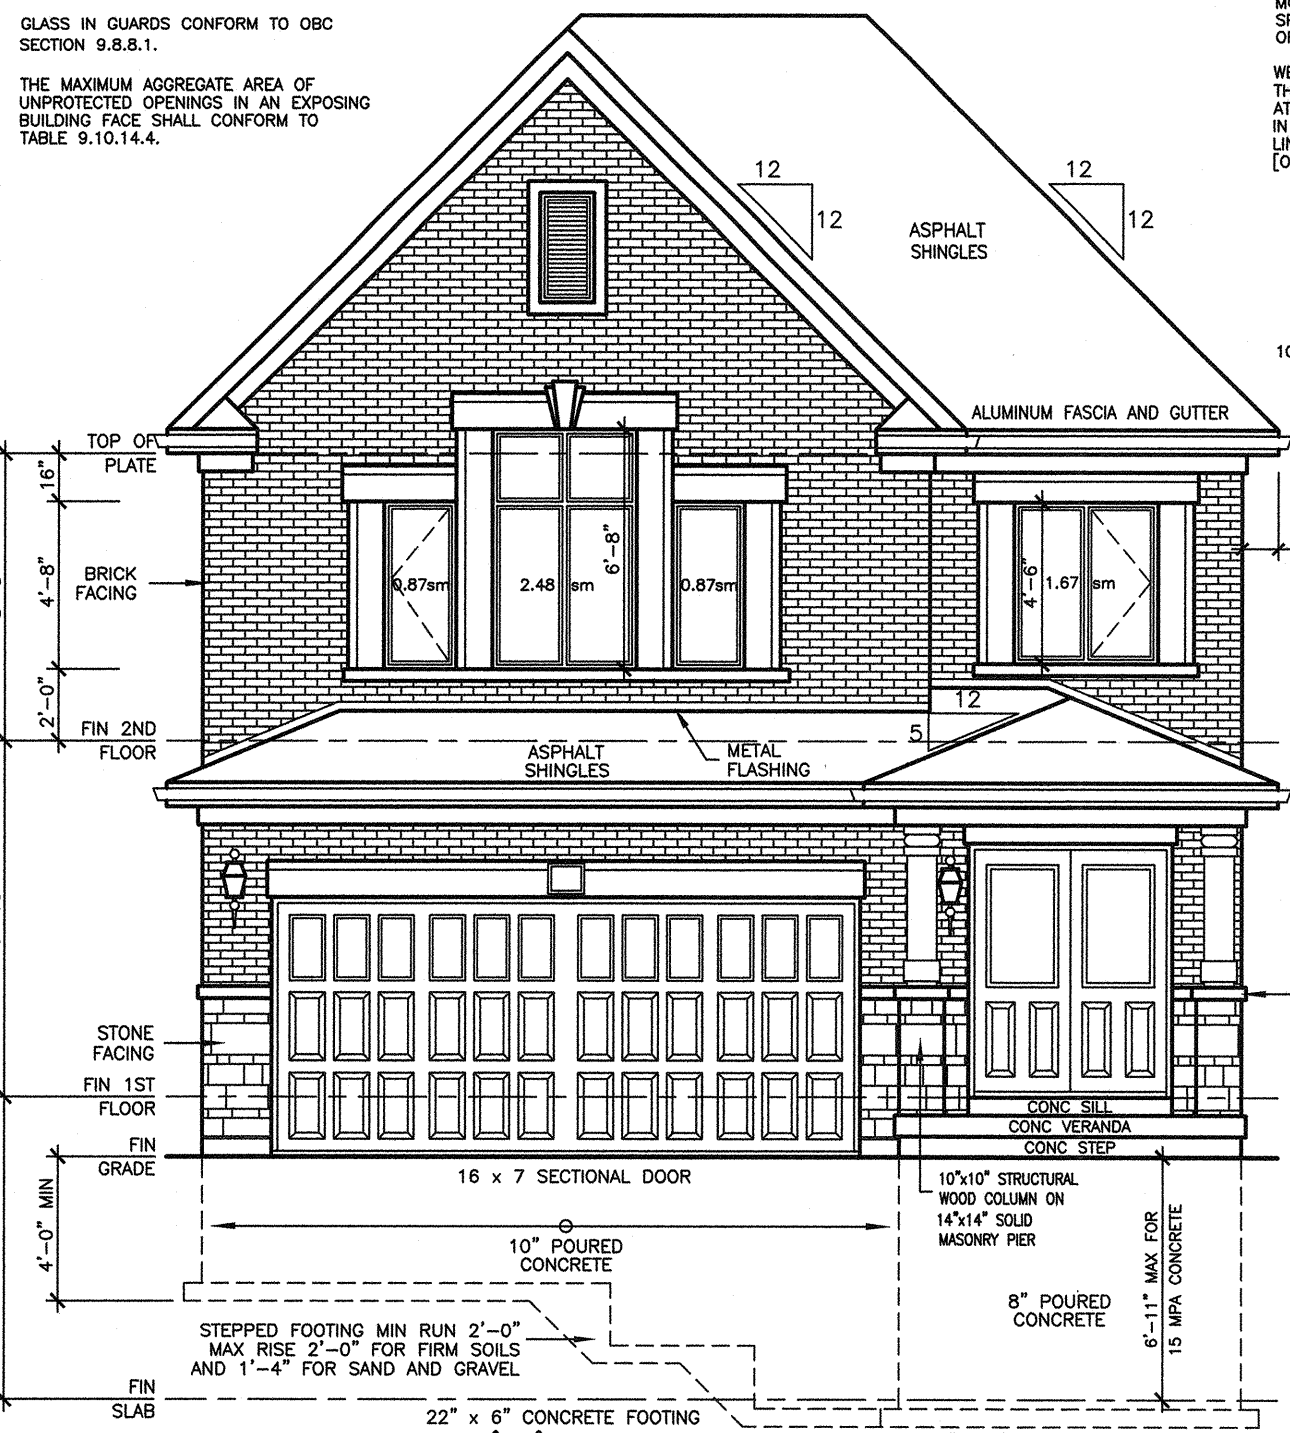 GLASS IN GUARDS CONFORM TO OBC
SECTION 9.8.8.1.
THE MAXIMUM AGGREGATE AREA OF
UNPROTECTED OPENINGS IN AN EXPOSING
BUILDING FACE SHALL CONFORM TO
TABLE 9.10.14.4.
WE
TH
AT
IN
LIN
[O
12
12
12
12
ASPHALT
SHINGLES
10
ALUMINUM FASCIA AND GUTTER
TOP OF
PLATE
16"
4'-8"
2'-0"
BRICK
FACING
0.87sm
2.48 sm
6'-8"
0.87sm
4'-6"
1.67 sm
FIN 2ND
FLOOR
12
5
ASPHALT
SHINGLES
METAL
FLASHING
STONE
FACING
FIN 1ST
FLOOR
CONC SILL
CONC VERANDA
CONC STEP
FIN
GRADE
16 x 7 SECTIONAL DOOR
10"x10" STRUCTURAL
WOOD COLUMN ON
14"x14" SOLID
MASONRY PIER
4'-0" MIN
10" POURED
CONCRETE
8" POURED
CONCRETE
6'-11" MAX FOR
15 MPA CONCRETE
STEPPED FOOTING MIN RUN 2'-0"
MAX RISE 2'-0" FOR FIRM SOILS
AND 1'-4" FOR SAND AND GRAVEL
FIN
SLAB
22" x 6" CONCRETE FOOTING